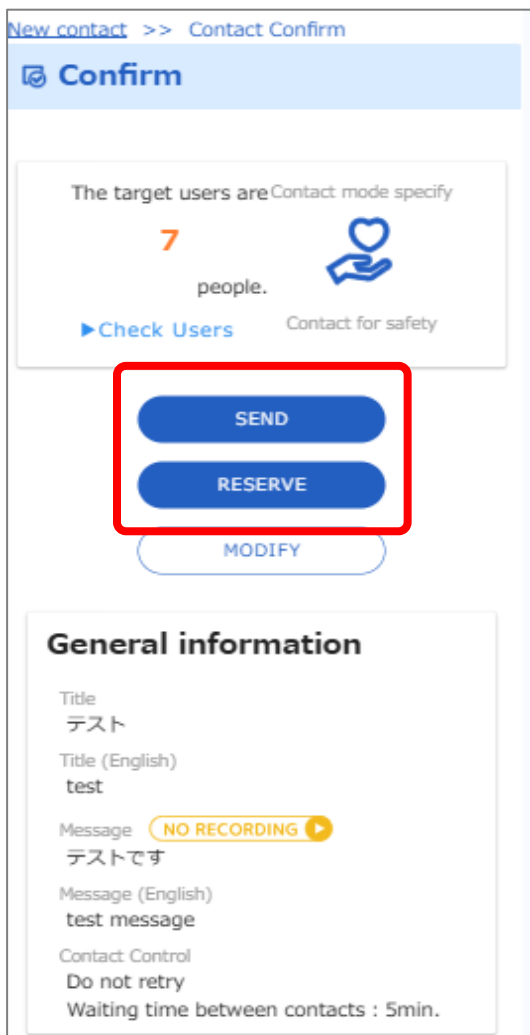 New contact >> Contact Confirm
Confirm
The target users are
7
people.
▶Check Users
Contact mode specify
Contact for safety
SEND
RESERVE
MODIFY
General information
Title
テスト
Title (English)
test
Message NO RECORDING
テストです
Message (English)
test message
Contact Control
Do not retry
Waiting time between contacts : 5min.